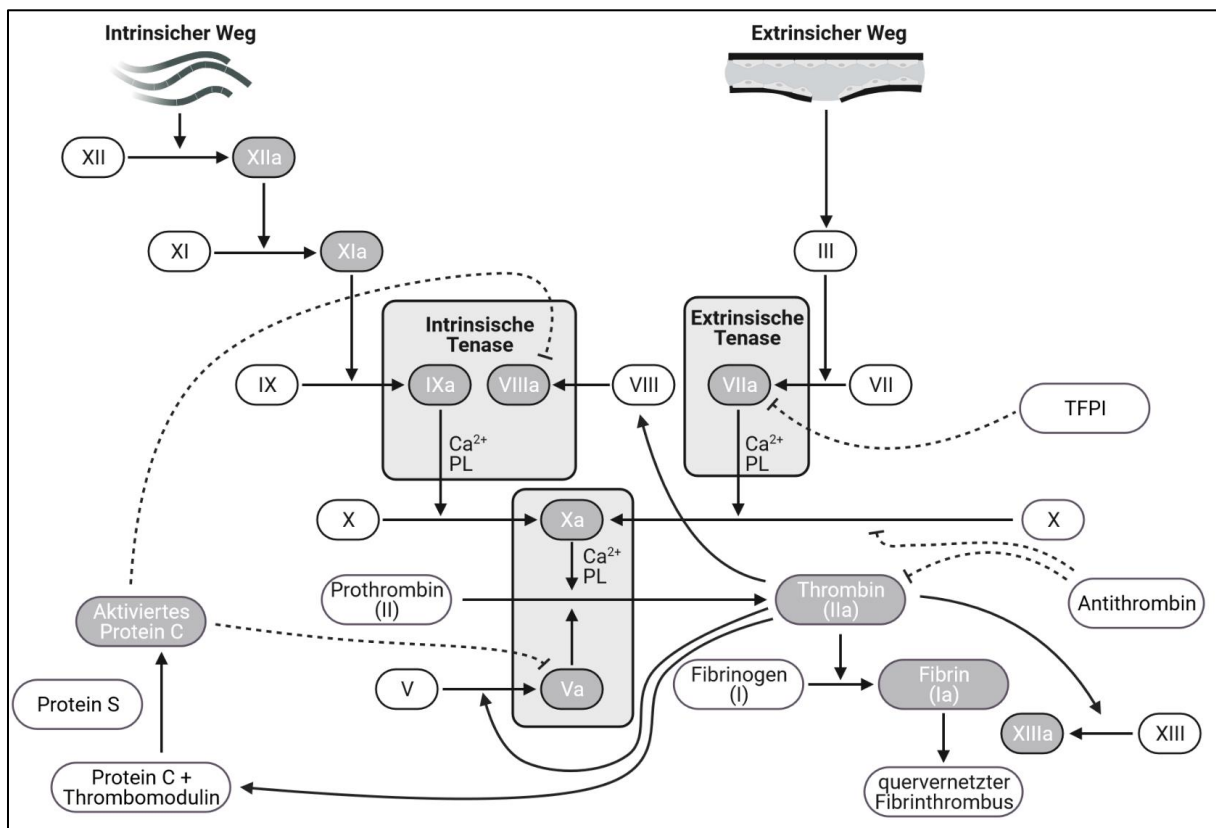 Intrinsicher Weg
Extrinsicher Weg
XII
XIIa
XI
XIa
III
Intrinsische
Tenase
Extrinsische
Tenase
IX
IXa
VIIIa
VIII
VIIa
VII
TFPI
Ca²⁺
PL
Ca²⁺
PL
X
Xa
X
Ca²⁺
PL
Prothrombin
(II)
Thrombin
(IIa)
Antithrombin
Aktiviertes
Protein C
Fibrinogen
(I)
Fibrin
(Ia)
V
Va
Protein S
XIIIa
XIII
Protein C +
Thrombomodulin
quervernetzter
Fibrinthrombus